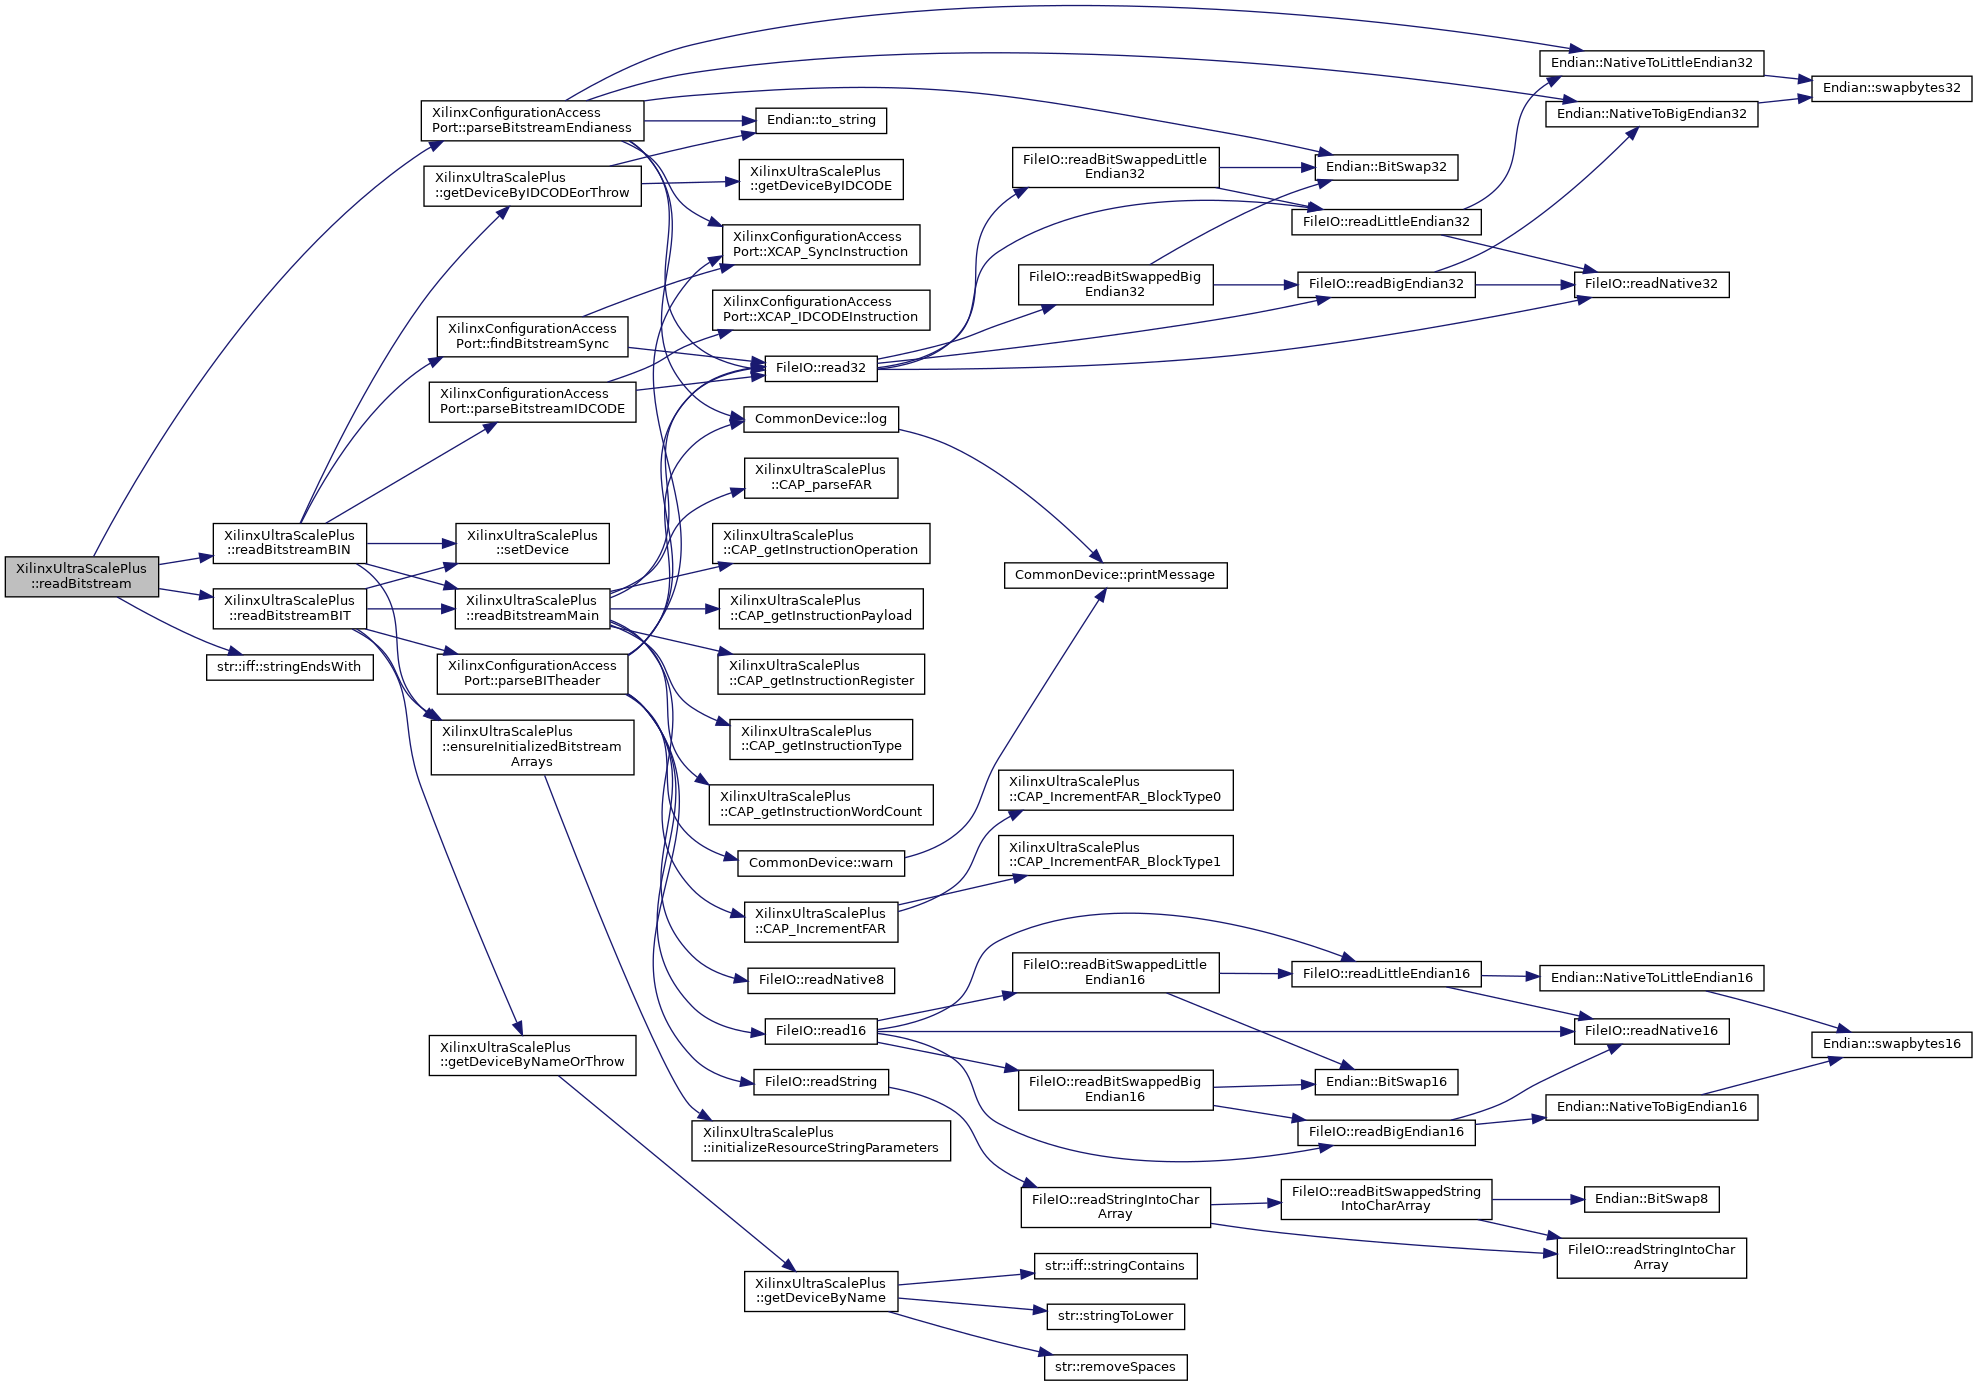 XilinxUltraScalePlus
::readBitstream
XilinxConfigurationAccess
Port::parseBitstreamEndianess
XilinxUltraScalePlus
::getDeviceByIDCODEorThrow
XilinxConfigurationAccess
Port::findBitstreamSync
XilinxConfigurationAccess
Port::parseBitstreamIDCODE
XilinxUltraScalePlus
::readBitstreamBIN
XilinxUltraScalePlus
::readBitstreamBIT
str::iff::stringEndsWith
XilinxUltraScalePlus
::setDevice
XilinxUltraScalePlus
::readBitstreamMain
XilinxConfigurationAccess
Port::parseBITheader
XilinxUltraScalePlus
::ensureInitializedBitstream
Arrays
XilinxUltraScalePlus
::getDeviceByNameOrThrow
Endian::to_string
XilinxUltraScalePlus
::getDeviceByIDCODE
XilinxConfigurationAccess
Port::XCAP_SyncInstruction
XilinxConfigurationAccess
Port::XCAP_IDCODEInstruction
FileIO::read32
CommonDevice::log
XilinxUltraScalePlus
::CAP_parseFAR
XilinxUltraScalePlus
::CAP_getInstructionOperation
XilinxUltraScalePlus
::CAP_getInstructionPayload
XilinxUltraScalePlus
::CAP_getInstructionRegister
XilinxUltraScalePlus
::CAP_getInstructionType
XilinxUltraScalePlus
::CAP_getInstructionWordCount
CommonDevice::warn
XilinxUltraScalePlus
::CAP_IncrementFAR
FileIO::readNative8
FileIO::read16
FileIO::readString
XilinxUltraScalePlus
::initializeResourceStringParameters
XilinxUltraScalePlus
::getDeviceByName
FileIO::readBitSwappedLittle
Endian32
FileIO::readBitSwappedBig
Endian32
CommonDevice::printMessage
XilinxUltraScalePlus
::CAP_IncrementFAR_BlockType0
XilinxUltraScalePlus
::CAP_IncrementFAR_BlockType1
FileIO::readBitSwappedLittle
Endian16
FileIO::readBitSwappedBig
Endian16
FileIO::readStringIntoChar
Array
str::iff::stringContains
str::stringToLower
str::removeSpaces
Endian::BitSwap32
FileIO::readLittleEndian32
FileIO::readBigEndian32
FileIO::readLittleEndian16
Endian::BitSwap16
FileIO::readBigEndian16
FileIO::readBitSwappedString
IntoCharArray
Endian::NativeToLittleEndian32
Endian::NativeToBigEndian32
FileIO::readNative32
Endian::NativeToLittleEndian16
FileIO::readNative16
Endian::NativeToBigEndian16
Endian::BitSwap8
FileIO::readStringIntoChar
Array
Endian::swapbytes32
Endian::swapbytes16